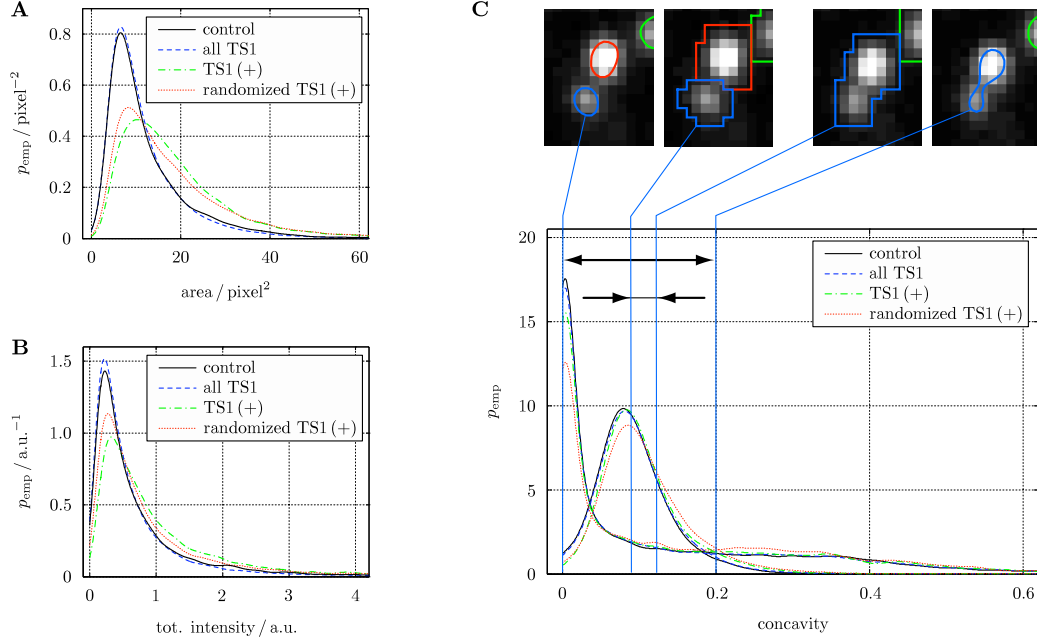 A
0.8
0.6
0.4
0.2
0
p_emp / pixel^−2
control
all TS1
TS1 (+)
randomized TS1 (+)
0 20 40 60
area / pixel²
B
1.5
1.0
0.5
0
p_emp / a.u.^−1
control
all TS1
TS1 (+)
randomized TS1 (+)
0 1 2 3 4
tot. intensity / a.u.
C
20
15
10
5
0
p_emp
control
all TS1
TS1 (+)
randomized TS1 (+)
0 0.2 0.4 0.6
concavity